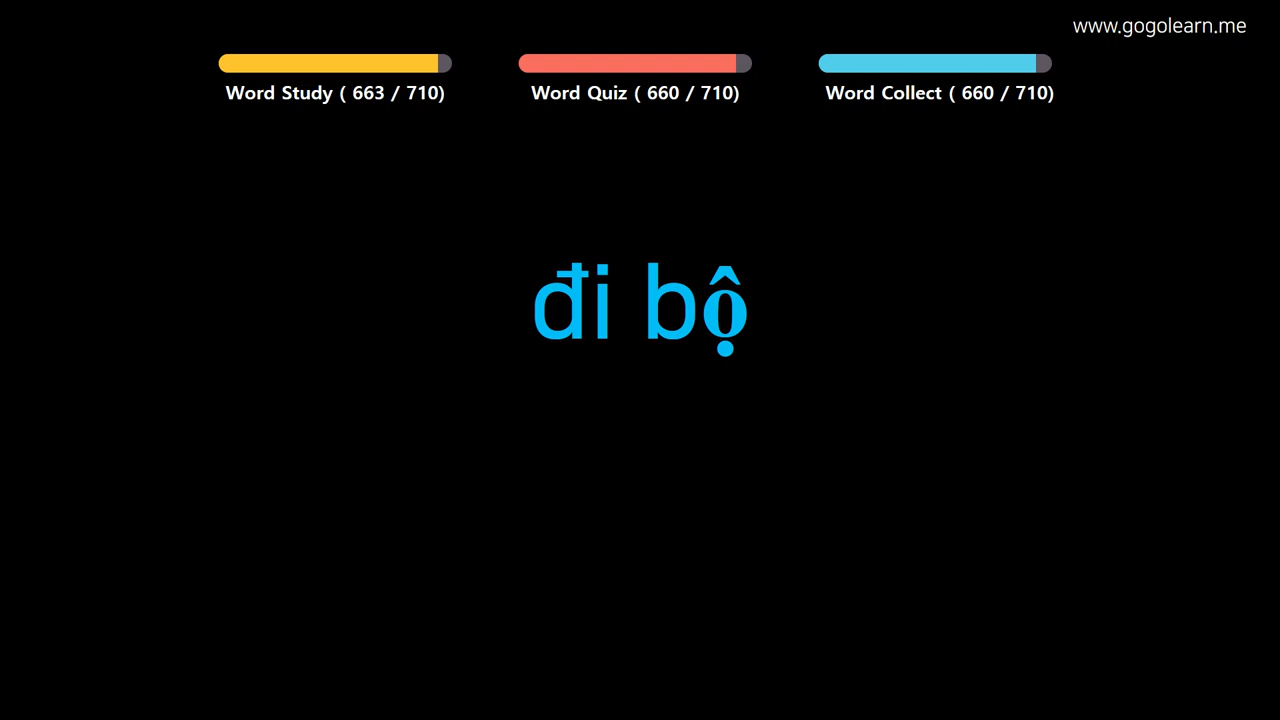 www.gogolearn.me
Word Study ( 663 / 710)
Word Quiz ( 660 / 710)
Word Collect ( 660 / 710)
đi bộ